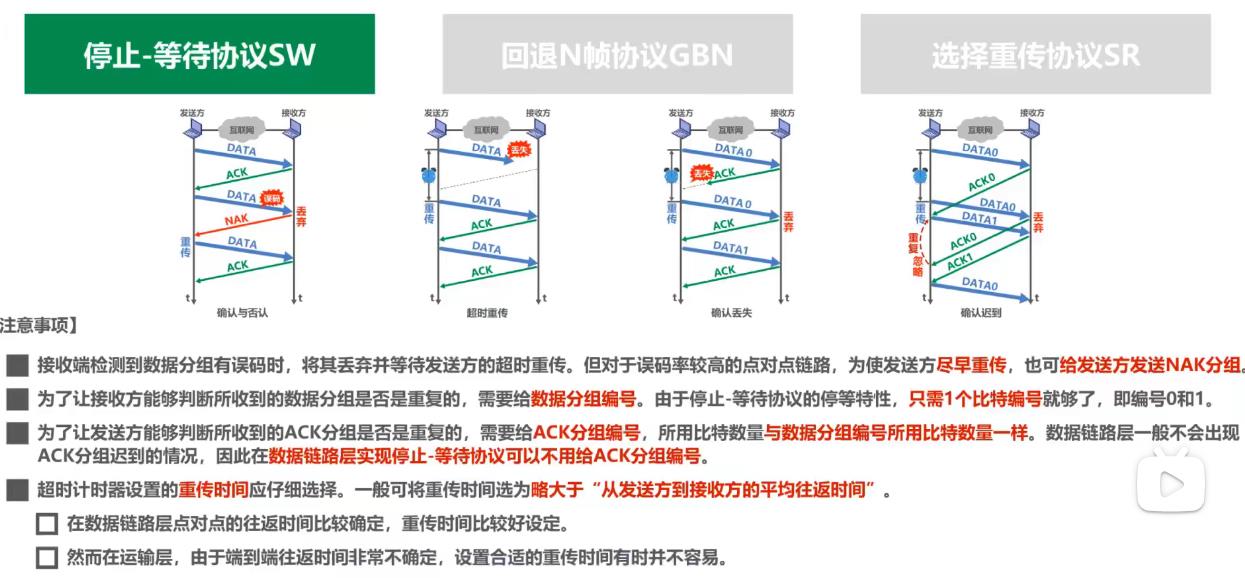 停止-等待协议SW
回退N帧协议GBN
选择重传协议SR
发送方
接收方
互联网
DATA
ACK
DATA
误码
NAK
丢弃
重传
DATA
ACK
t
t
确认与否认
发送方
接收方
互联网
DATA
丢失
重传
DATA
ACK
DATA
ACK
t
t
超时重传
发送方
接收方
互联网
DATA0
丢失
ACK
重传
DATA0
丢弃
ACK
DATA1
ACK
t
t
确认丢失
发送方
接收方
互联网
DATA0
ACK0
重传
DATA0
DATA1
丢弃
重复
忽略
ACK0
ACK1
DATA0
t
t
确认迟到
注意事项】
接收端检测到数据分组有误码时，将其丢弃并等待发送方的超时重传。但对于误码率较高的点对点链路，为使发送方尽早重传，也可给发送方发送NAK分组。
为了让接收方能够判断所收到的数据分组是否是重复的，需要给数据分组编号。由于停止-等待协议的停等特性，只需1个比特编号就够了，即编号0和1。
为了让发送方能够判断所收到的ACK分组是否是重复的，需要给ACK分组编号，所用比特数量与数据分组编号所用比特数量一样。数据链路层一般不会出现
ACK分组迟到的情况，因此在数据链路层实现停止-等待协议可以不用给ACK分组编号。
超时计时器设置的重传时间应仔细选择。一般可将重传时间选为略大于“从发送方到接收方的平均往返时间”。
在数据链路层点对点的往返时间比较确定，重传时间比较好设定。
然而在运输层，由于端到端往返时间非常不确定，设置合适的重传时间有时并不容易。